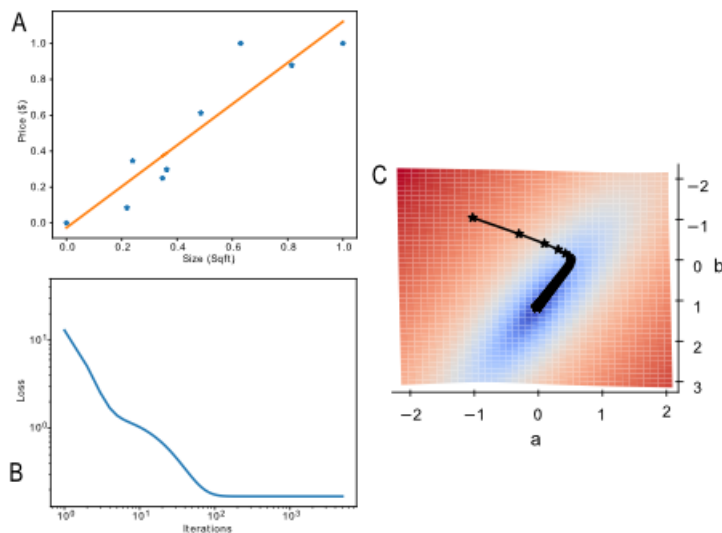 A
1.0
0.8
0.6
0.4
0.2
0.0
Price ($)
0.0 0.2 0.4 0.6 0.8 1.0
Size (Sqft)
10¹
10⁰
Loss
B
10⁰ 10¹ 10² 10³
Iterations
C
−2
−1
0
1
2
3
b
−2 −1 0 1 2
a